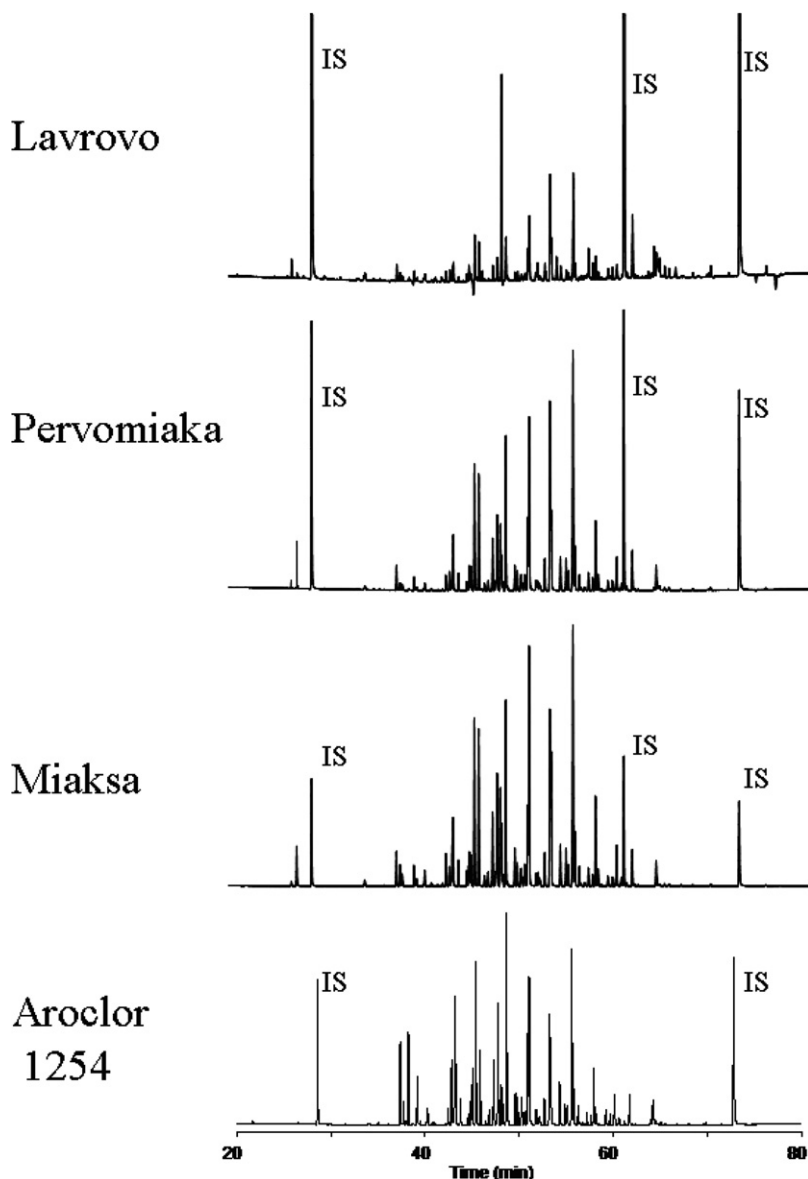 IS
IS
IS
Lavrovo
IS
IS
IS
Pervomiaka
IS
IS
IS
Miaksa
IS
IS
Aroclor
1254
20
40
60
80
Time (min)